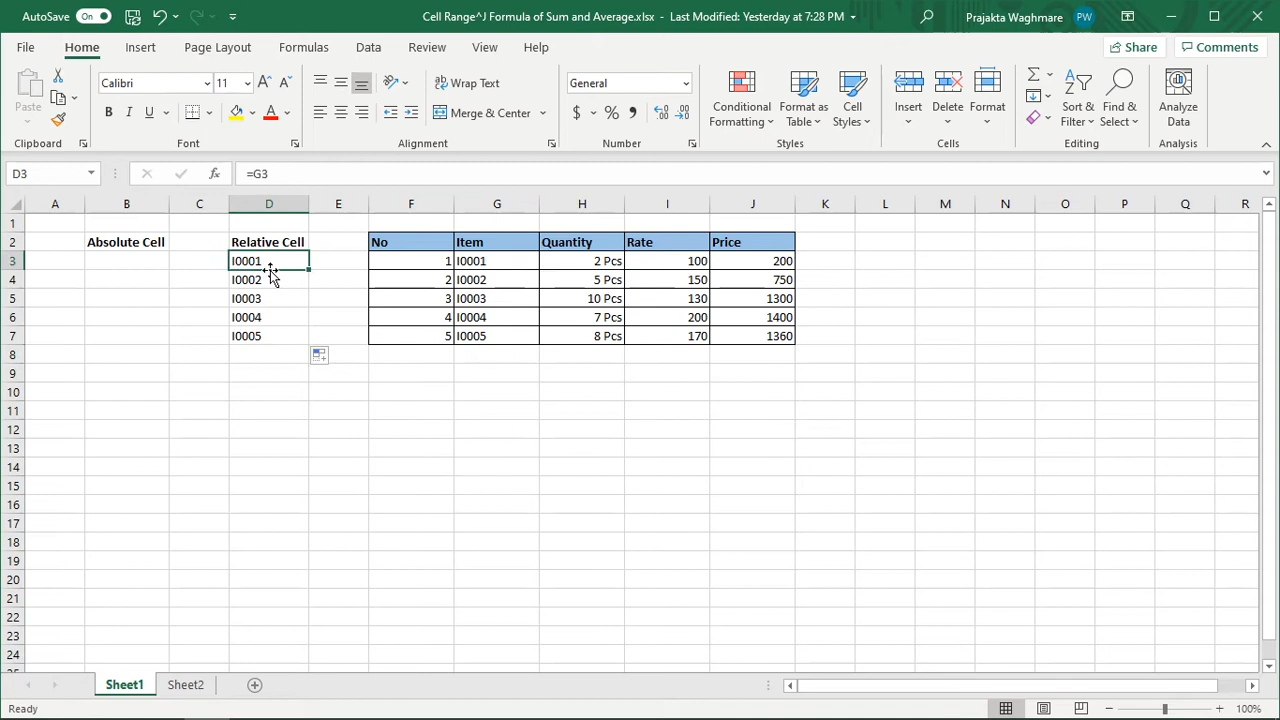 AutoSave On Cell Range^J Formula of Sum and Average.xlsx - Last Modified: Yesterday at 7:28 PM Prajakta Waghmare PW
File Home Insert Page Layout Formulas Data Review View Help Share Comments
Paste Calibri 11 Wrap Text General Conditional Formatting Format as Table Cell Styles Insert Delete Format Sort & Filter Find & Select Analyze Data
B I U A Merge & Center $ % ,
Clipboard Font Alignment Number Styles Cells Editing Analysis
D3 fx =G3
A B C D E F G H I J K L M N O P Q R
1
2 Absolute Cell Relative Cell No Item Quantity Rate Price
3 I0001 1 I0001 2 Pcs 100 200
4 I0002 2 I0002 5 Pcs 150 750
5 I0003 3 I0003 10 Pcs 130 1300
6 I0004 4 I0004 7 Pcs 200 1400
7 I0005 5 I0005 8 Pcs 170 1360
8
9
10
11
12
13
14
15
16
17
18
19
20
21
22
23
24
Sheet1 Sheet2
Ready 100%